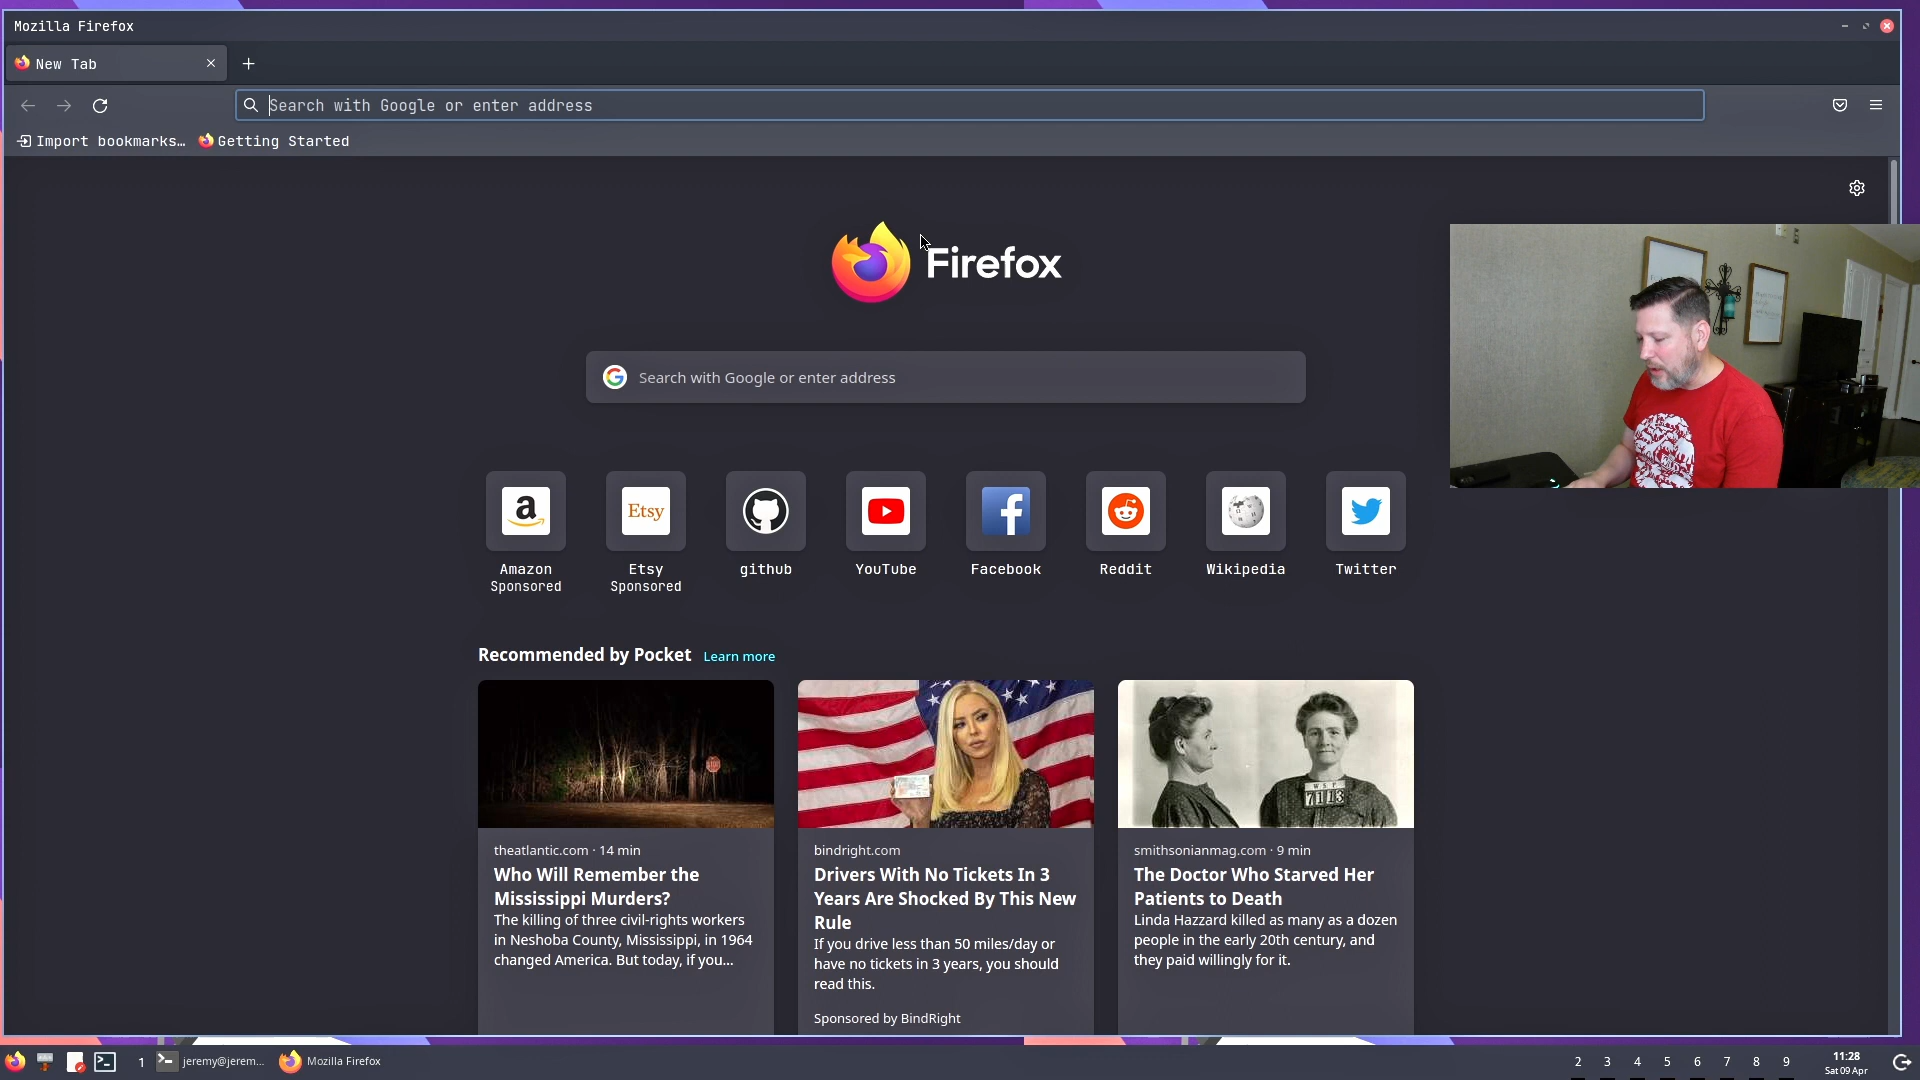 Mozilla Firefox
New Tab
Search with Google or enter address
Import bookmarks…
Getting Started
Firefox
Search with Google or enter address
a
Etsy
Amazon
Sponsored
Etsy
Sponsored
github
YouTube
Facebook
Reddit
Wikipedia
Twitter
Recommended by Pocket Learn more
theatlantic.com · 14 min
Who Will Remember the
Mississippi Murders?
The killing of three civil-rights workers
in Neshoba County, Mississippi, in 1964
changed America. But today, if you...
bindright.com
Drivers With No Tickets In 3
Years Are Shocked By This New
Rule
If you drive less than 50 miles/day or
have no tickets in 3 years, you should
read this.
Sponsored by BindRight
WSP
7113
smithsonianmag.com · 9 min
The Doctor Who Starved Her
Patients to Death
Linda Hazzard killed as many as a dozen
people in the early 20th century, and
they paid willingly for it.
1 jeremy@jerem... Mozilla Firefox
2 3 4 5 6 7 8 9
11:28
Sat 09 Apr